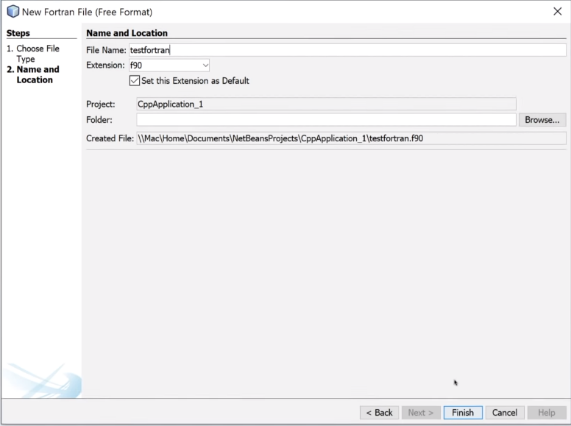 New Fortran File (Free Format)
Steps
1. Choose File
Type
2. Name and
Location
Name and Location
File Name: testfortran
Extension: f90
Set this Extension as Default
Project: CppApplication_1
Folder: Browse...
Created File: \\Mac\Home\Documents\NetBeansProjects\CppApplication_1\testfortran.f90
< Back Next > Finish Cancel Help